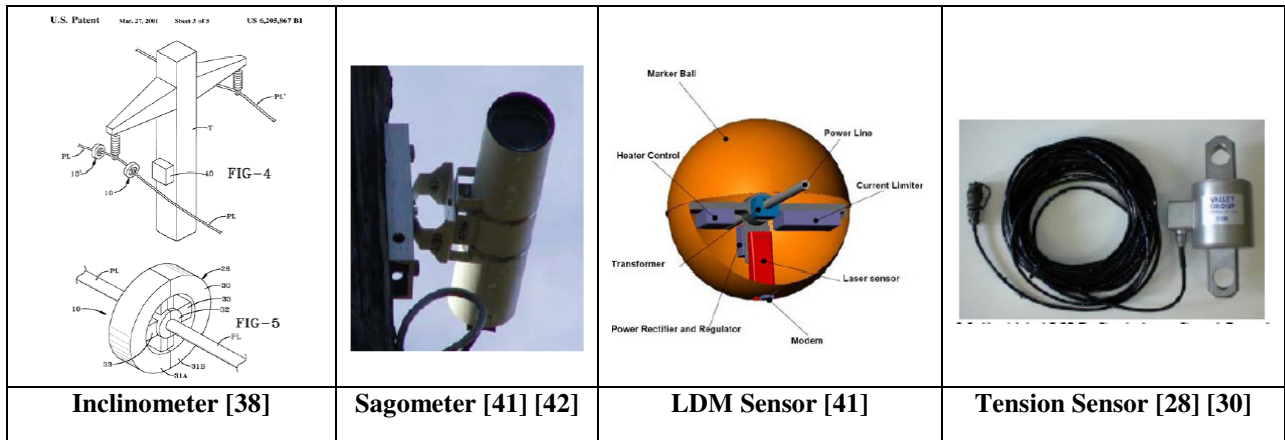 U.S. Patent Mar. 27, 2001 Sheet 3 of 5 US 6,205,867 B1
PL'
T
PL
10'
10
40
FIG-4
PL
PL
26
30
33
32
10
FIG-5
PL
33
31B
31A
Marker Ball
Power Line
Heater Control
Current Limiter
Transformer
Laser sensor
Power Rectifier and Regulator
Modem
VALLEY
GROUP
Inclinometer [38]
Sagometer [41] [42]
LDM Sensor [41]
Tension Sensor [28] [30]